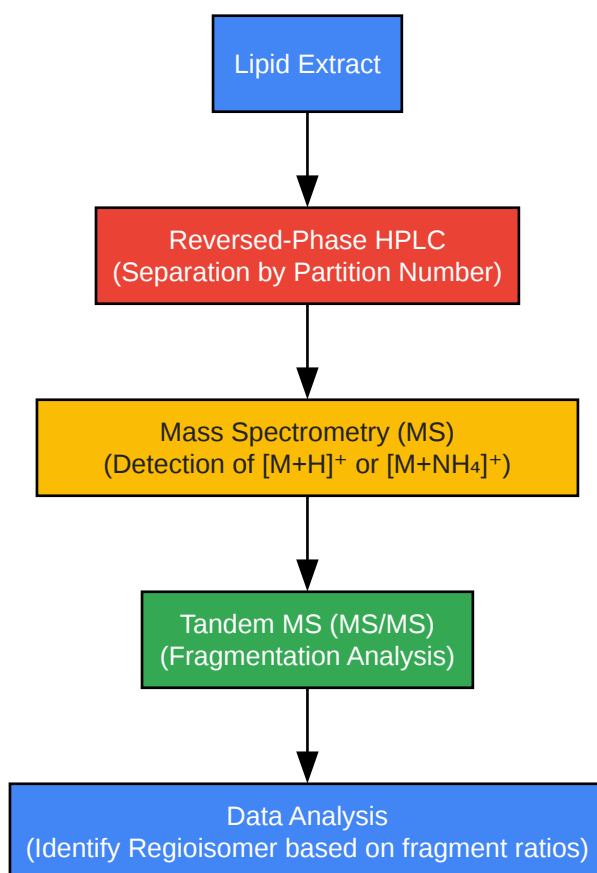 Lipid Extract
Reversed-Phase HPLC
(Separation by Partition Number)
Mass Spectrometry (MS)
(Detection of [M+H]⁺ or [M+NH₄]⁺)
Tandem MS (MS/MS)
(Fragmentation Analysis)
Data Analysis
(Identify Regioisomer based on fragment ratios)